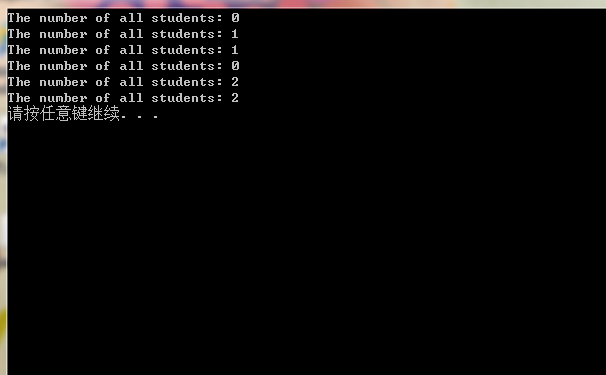 The number of all students: 0
The number of all students: 1
The number of all students: 1
The number of all students: 0
The number of all students: 2
The number of all students: 2
请按任意键继续. . .